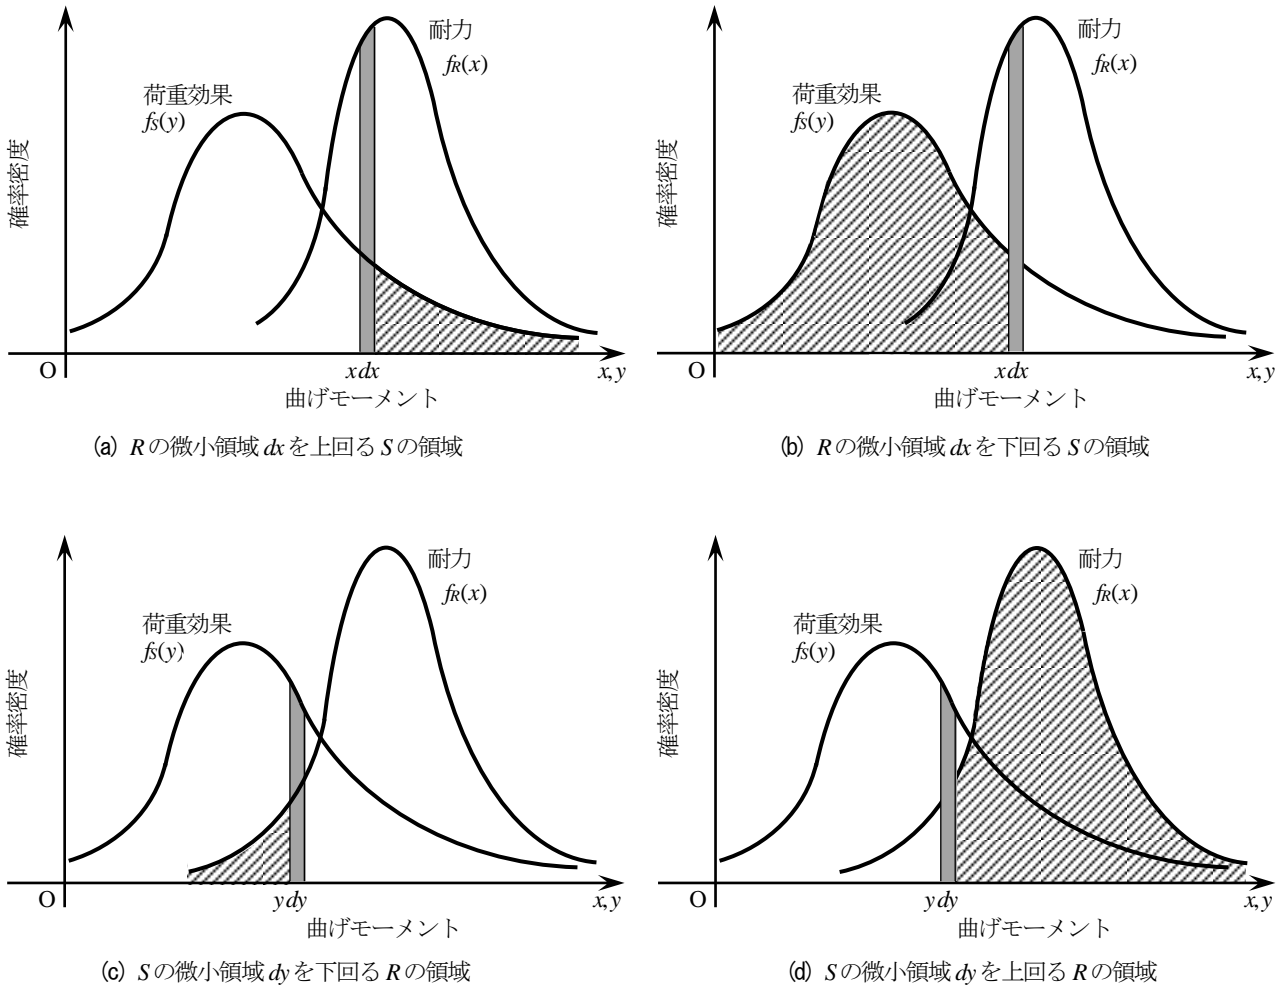 耐力
fR(x)
荷重効果
fS(y)
確率密度
O
x dx
x, y
曲げモーメント
(a) Rの微小領域dxを上回るSの領域
耐力
fR(x)
荷重効果
fS(y)
確率密度
O
x dx
x, y
曲げモーメント
(b) Rの微小領域dxを下回るSの領域
耐力
fR(x)
荷重効果
fS(y)
確率密度
O
y dy
x, y
曲げモーメント
(c) Sの微小領域dyを下回るRの領域
耐力
fR(x)
荷重効果
fS(y)
確率密度
O
y dy
x, y
曲げモーメント
(d) Sの微小領域dyを上回るRの領域